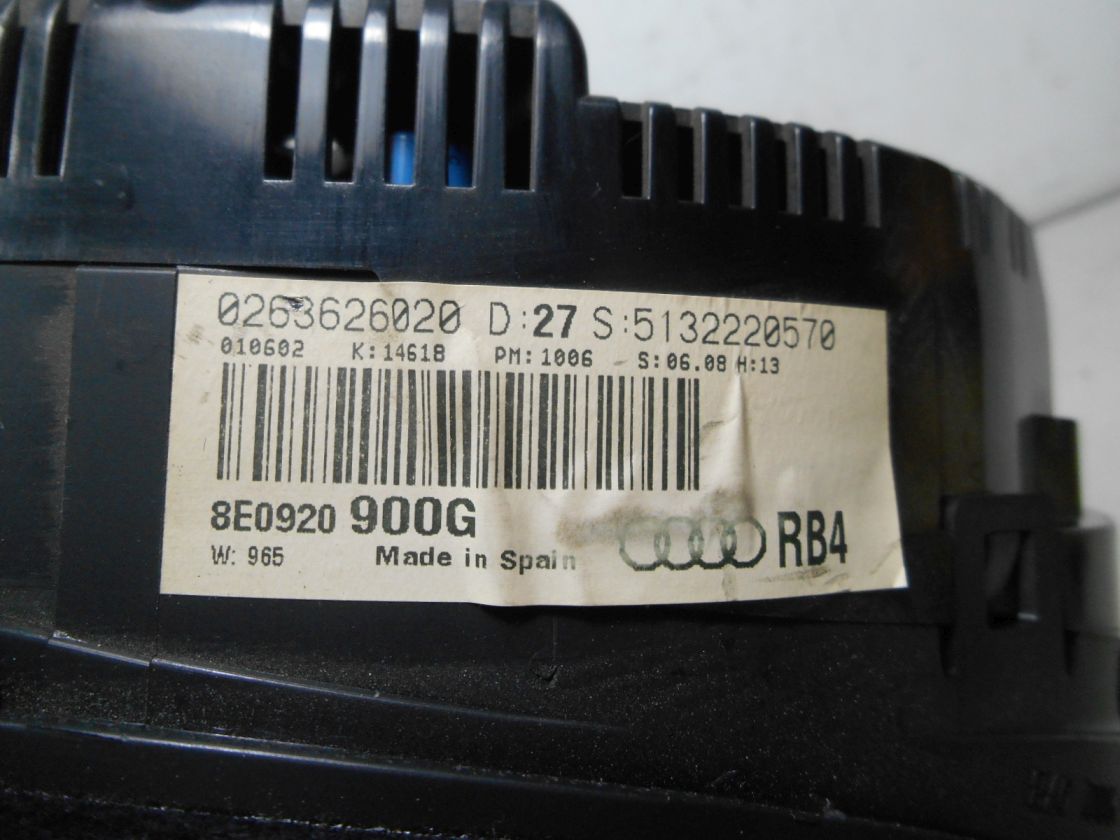 0263626020 D:27 S:5132220570
010602 K:14618 PM:1006 S:06.08 H:13
8E0920 900G RB4
W: 965 Made in Spain